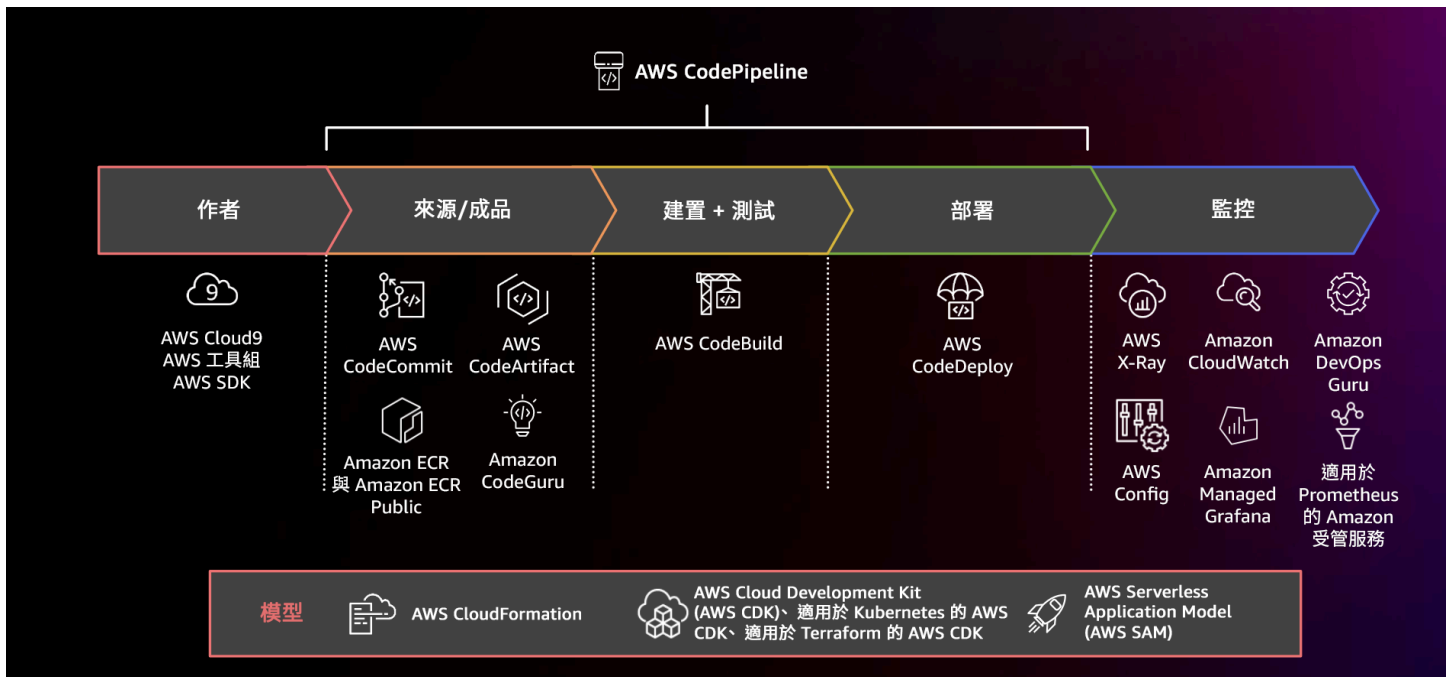 AWS CodePipeline
作者
來源/成品
建置 + 測試
部署
監控
9
AWS Cloud9
AWS 工具組
AWS SDK
AWS
CodeCommit
AWS
CodeArtifact
Amazon ECR
與 Amazon ECR
Public
Amazon
CodeGuru
AWS CodeBuild
AWS
CodeDeploy
AWS
X-Ray
Amazon
CloudWatch
Amazon
DevOps
Guru
AWS
Config
Amazon
Managed
Grafana
適用於
Prometheus
的 Amazon
受管服務
模型
AWS CloudFormation
AWS Cloud Development Kit
(AWS CDK)、適用於 Kubernetes 的 AWS
CDK、適用於 Terraform 的 AWS CDK
AWS Serverless
Application Model
(AWS SAM)